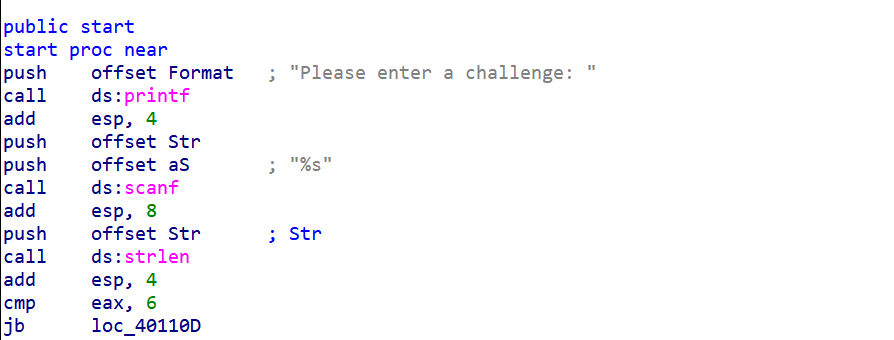 public start
start proc near
push    offset Format   ; "Please enter a challenge: "
call    ds:printf
add     esp, 4
push    offset Str
push    offset aS       ; "%s"
call    ds:scanf
add     esp, 8
push    offset Str      ; Str
call    ds:strlen
add     esp, 4
cmp     eax, 6
jb      loc_40110D